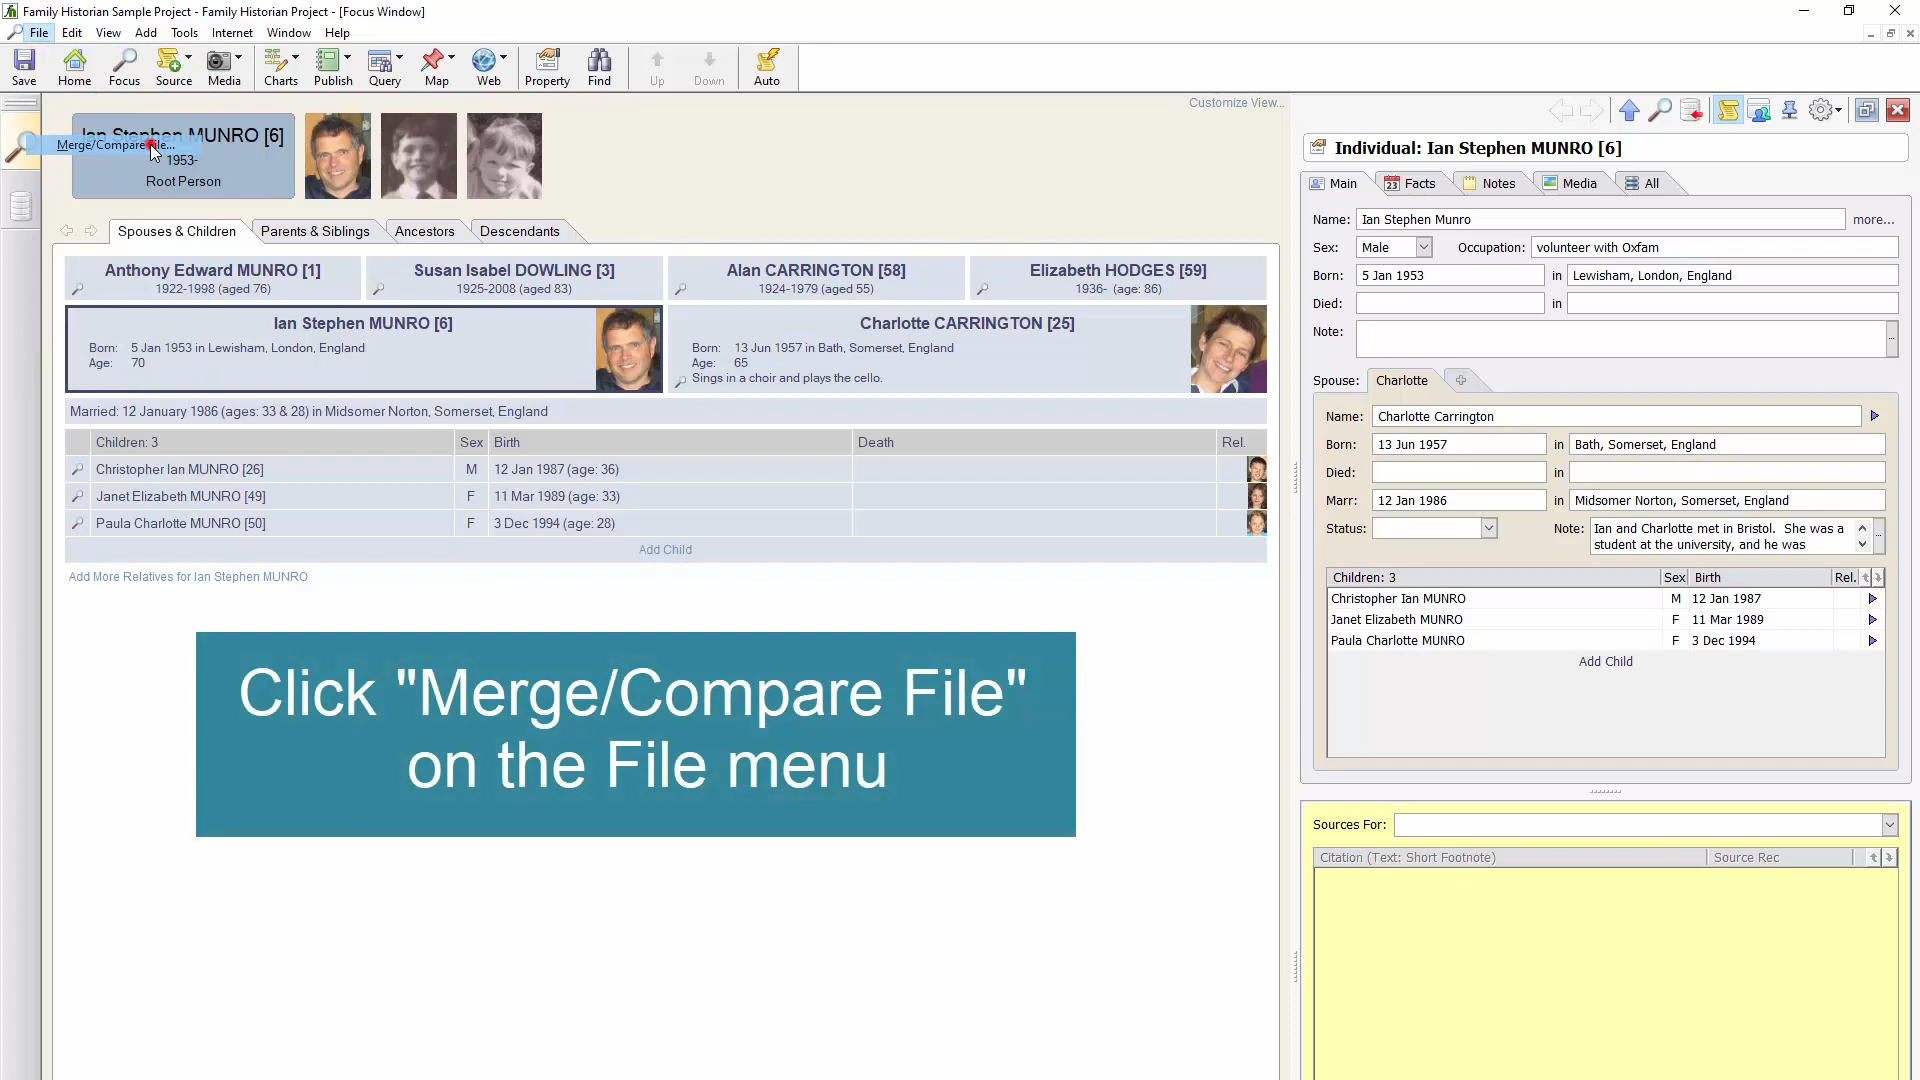 Family Historian Sample Project - Family Historian Project - [Focus Window]
File Edit View Add Tools Internet Window Help
Save Home Focus Source Media Charts Publish Query Map Web Property Find Up Down Auto
Customize View...
Ian Stephen MUNRO [6]
Merge/Compare File...
1953-
Root Person
Spouses & Children Parents & Siblings Ancestors Descendants
Anthony Edward MUNRO [1]
1922-1998 (aged 76)
Susan Isabel DOWLING [3]
1925-2008 (aged 83)
Alan CARRINGTON [58]
1924-1979 (aged 55)
Elizabeth HODGES [59]
1936- (age: 86)
Ian Stephen MUNRO [6]
Born: 5 Jan 1953 in Lewisham, London, England
Age: 70
Charlotte CARRINGTON [25]
Born: 13 Jun 1957 in Bath, Somerset, England
Age: 65
Sings in a choir and plays the cello.
Married: 12 January 1986 (ages: 33 & 28) in Midsomer Norton, Somerset, England
Children: 3 Sex Birth Death Rel.
Christopher Ian MUNRO [26] M 12 Jan 1987 (age: 36)
Janet Elizabeth MUNRO [49] F 11 Mar 1989 (age: 33)
Paula Charlotte MUNRO [50] F 3 Dec 1994 (age: 28)
Add Child
Add More Relatives for Ian Stephen MUNRO
Click "Merge/Compare File"
on the File menu
Individual: Ian Stephen MUNRO [6]
Main 23 Facts Notes Media All
Name: Ian Stephen Munro more...
Sex: Male Occupation: volunteer with Oxfam
Born: 5 Jan 1953 in Lewisham, London, England
Died: in
Note: ...
Spouse: Charlotte
Name: Charlotte Carrington
Born: 13 Jun 1957 in Bath, Somerset, England
Died: in
Marr: 12 Jan 1986 in Midsomer Norton, Somerset, England
Status: Note: Ian and Charlotte met in Bristol. She was a
student at the university, and he was ...
Children: 3 Sex Birth Rel.
Christopher Ian MUNRO M 12 Jan 1987
Janet Elizabeth MUNRO F 11 Mar 1989
Paula Charlotte MUNRO F 3 Dec 1994
Add Child
Sources For:
Citation (Text: Short Footnote) Source Rec